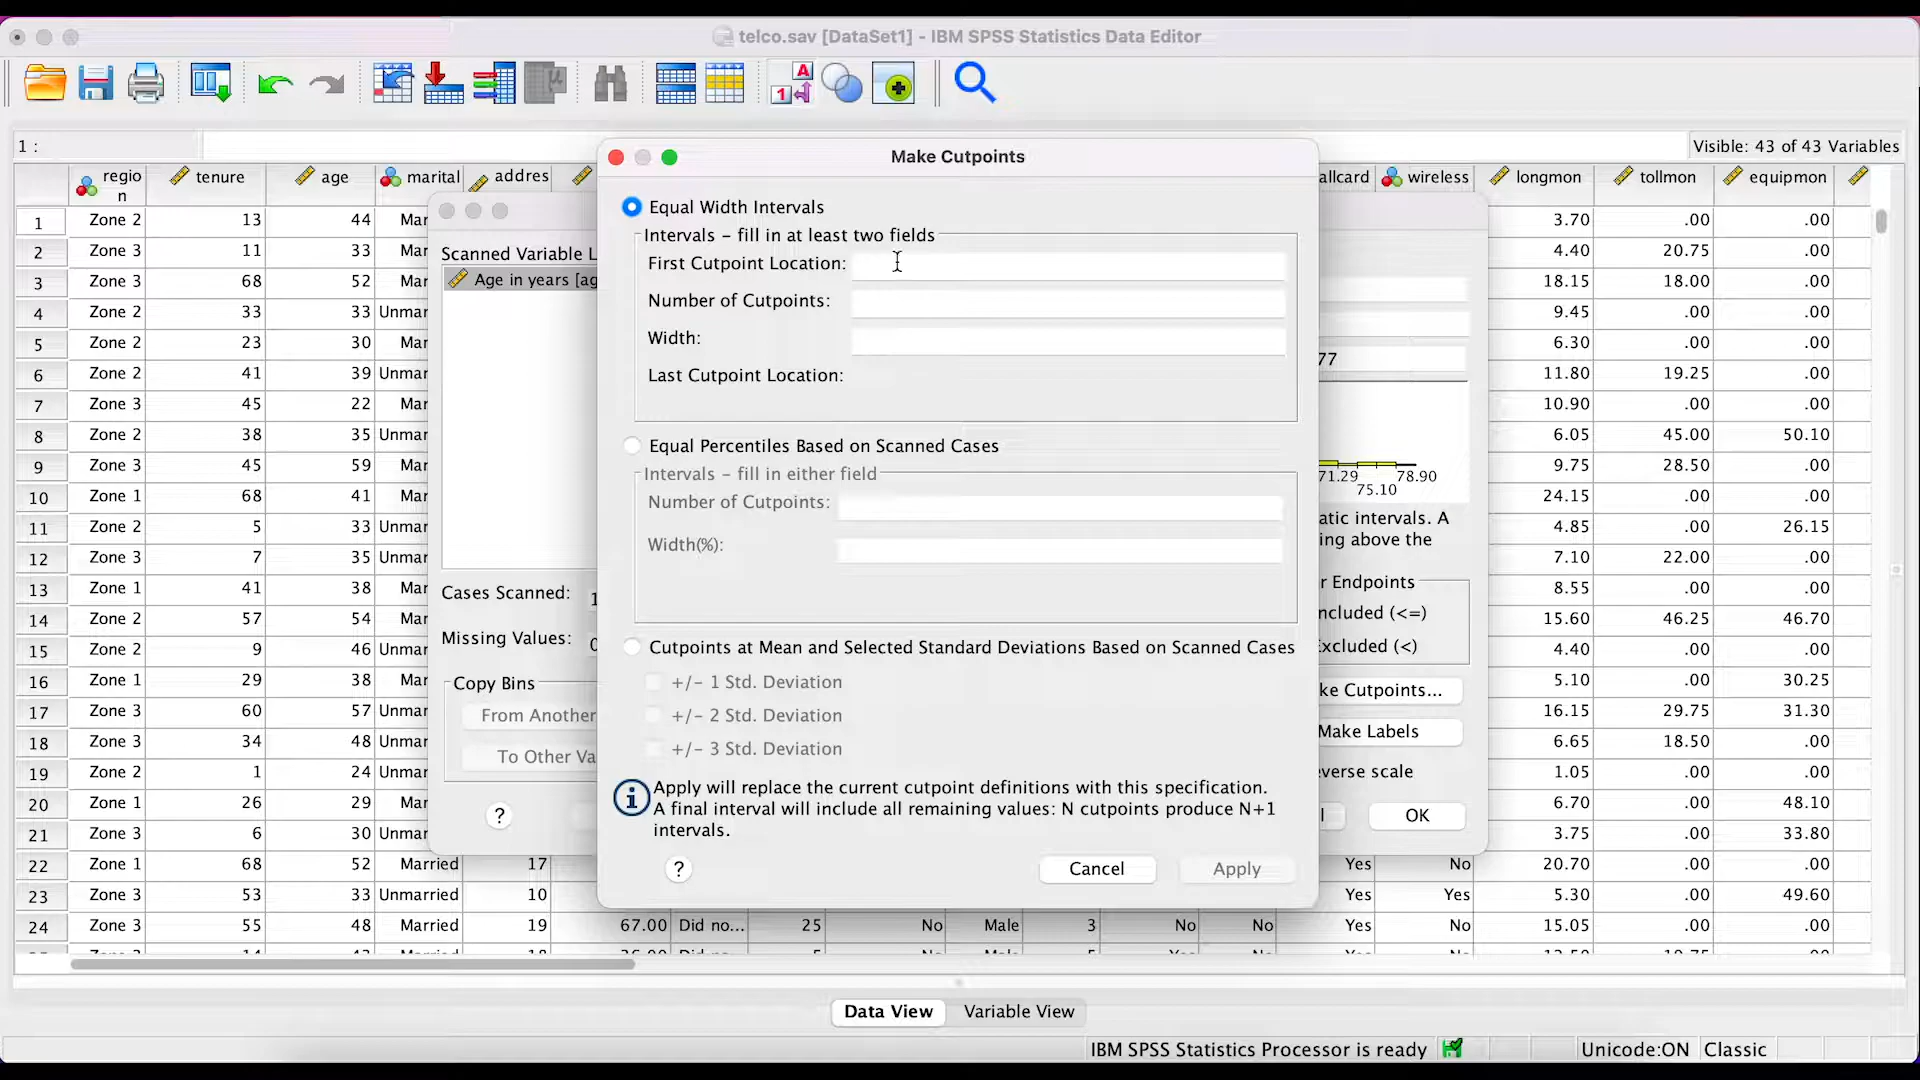 telco.sav [DataSet1] - IBM SPSS Statistics Data Editor
1 :
Visible: 43 of 43 Variables
region tenure age marital addres allcard wireless longmon tollmon equipmon
1 Zone 2 13 44 Mar 3.70 .00 .00
2 Zone 3 11 33 Mar 4.40 20.75 .00
3 Zone 3 68 52 Mar 18.15 18.00 .00
4 Zone 2 33 33 Unmar 9.45 .00 .00
5 Zone 2 23 30 Mar 6.30 .00 .00
6 Zone 2 41 39 Unmar 11.80 19.25 .00
7 Zone 3 45 22 Mar 10.90 .00 .00
8 Zone 2 38 35 Unmar 6.05 45.00 50.10
9 Zone 3 45 59 Mar 9.75 28.50 .00
10 Zone 1 68 41 Mar 24.15 .00 .00
11 Zone 2 5 33 Unmar 4.85 .00 26.15
12 Zone 3 7 35 Unmar 7.10 22.00 .00
13 Zone 1 41 38 Mar 8.55 .00 .00
14 Zone 2 57 54 Mar 15.60 46.25 46.70
15 Zone 2 9 46 Unmar 4.40 .00 .00
16 Zone 1 29 38 Mar 5.10 .00 30.25
17 Zone 3 60 57 Unmar 16.15 29.75 31.30
18 Zone 3 34 48 Unmar 6.65 18.50 .00
19 Zone 2 1 24 Unmar 1.05 .00 .00
20 Zone 1 26 29 Mar 6.70 .00 48.10
21 Zone 3 6 30 Unmar 3.75 .00 33.80
22 Zone 1 68 52 Married 17 Yes No 20.70 .00 .00
23 Zone 3 53 33 Unmarried 10 Yes Yes 5.30 .00 49.60
24 Zone 3 55 48 Married 19 67.00 Did no... 25 No Male 3 No No Yes No 15.05 .00 .00
Scanned Variable L
Age in years [ag
Cases Scanned: 1
Missing Values: 0
Copy Bins
From Another
To Other Va
?
Make Cutpoints
Equal Width Intervals
Intervals - fill in at least two fields
First Cutpoint Location:
Number of Cutpoints:
Width:
Last Cutpoint Location:
Equal Percentiles Based on Scanned Cases
Intervals - fill in either field
Number of Cutpoints:
Width(%):
Cutpoints at Mean and Selected Standard Deviations Based on Scanned Cases
+/- 1 Std. Deviation
+/- 2 Std. Deviation
+/- 3 Std. Deviation
i
Apply will replace the current cutpoint definitions with this specification.
A final interval will include all remaining values: N cutpoints produce N+1
intervals.
?
Cancel
Apply
77
71.29 78.90
75.10
atic intervals. A
ing above the
r Endpoints
ncluded (<=)
xcluded (<)
ke Cutpoints...
Make Labels
everse scale
l
OK
Data View Variable View
IBM SPSS Statistics Processor is ready Unicode:ON Classic